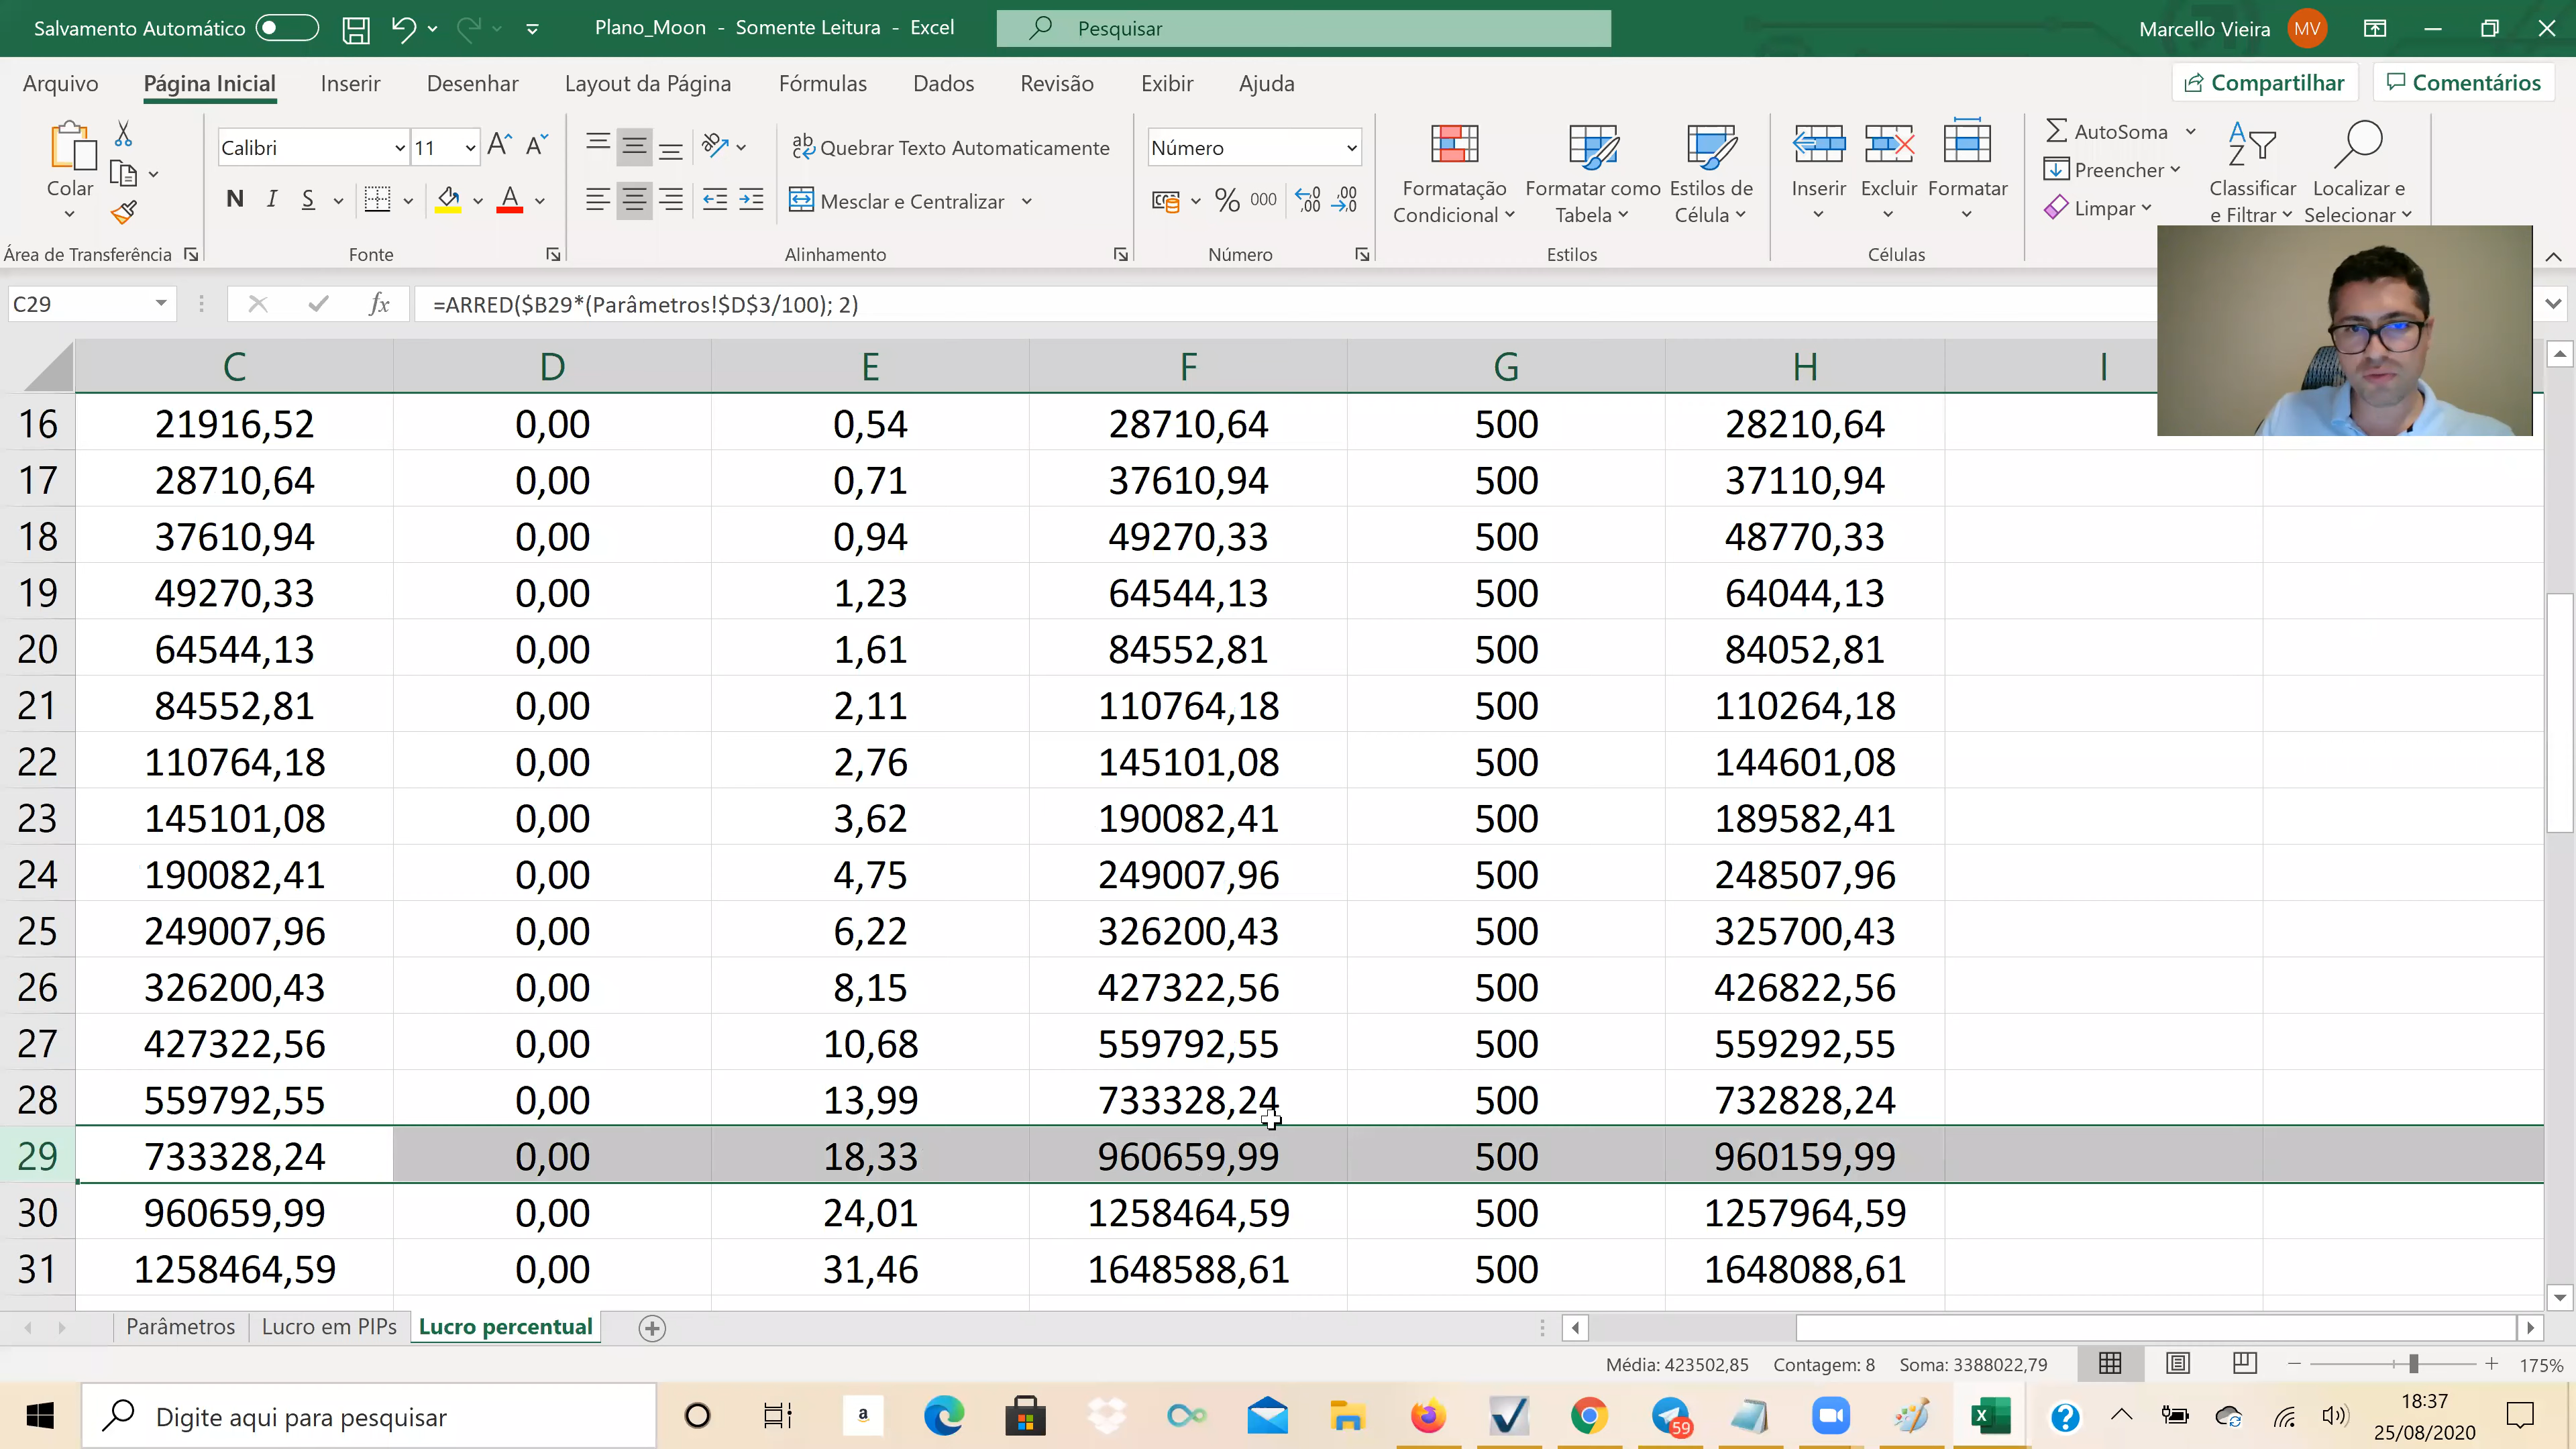 Salvamento Automático
Plano_Moon - Somente Leitura - Excel
Pesquisar
Marcello Vieira
MV
Arquivo
Página Inicial
Inserir
Desenhar
Layout da Página
Fórmulas
Dados
Revisão
Exibir
Ajuda
Compartilhar
Comentários
Colar
Calibri
11
Quebrar Texto Automaticamente
Mesclar e Centralizar
Número
% 000
Formatação Condicional
Formatar como Tabela
Estilos de Célula
Inserir
Excluir
Formatar
AutoSoma
Preencher
Limpar
Classificar e Filtrar
Localizar e Selecionar
Área de Transferência
Fonte
Alinhamento
Número
Estilos
Células
C29
fx
=ARRED($B29*(Parâmetros!$D$3/100); 2)
C D E F G H I
16 21916,52 0,00 0,54 28710,64 500 28210,64
17 28710,64 0,00 0,71 37610,94 500 37110,94
18 37610,94 0,00 0,94 49270,33 500 48770,33
19 49270,33 0,00 1,23 64544,13 500 64044,13
20 64544,13 0,00 1,61 84552,81 500 84052,81
21 84552,81 0,00 2,11 110764,18 500 110264,18
22 110764,18 0,00 2,76 145101,08 500 144601,08
23 145101,08 0,00 3,62 190082,41 500 189582,41
24 190082,41 0,00 4,75 249007,96 500 248507,96
25 249007,96 0,00 6,22 326200,43 500 325700,43
26 326200,43 0,00 8,15 427322,56 500 426822,56
27 427322,56 0,00 10,68 559792,55 500 559292,55
28 559792,55 0,00 13,99 733328,24 500 732828,24
29 733328,24 0,00 18,33 960659,99 500 960159,99
30 960659,99 0,00 24,01 1258464,59 500 1257964,59
31 1258464,59 0,00 31,46 1648588,61 500 1648088,61
Parâmetros
Lucro em PIPs
Lucro percentual
Média: 423502,85
Contagem: 8
Soma: 3388022,79
175%
Digite aqui para pesquisar
59
18:37
25/08/2020